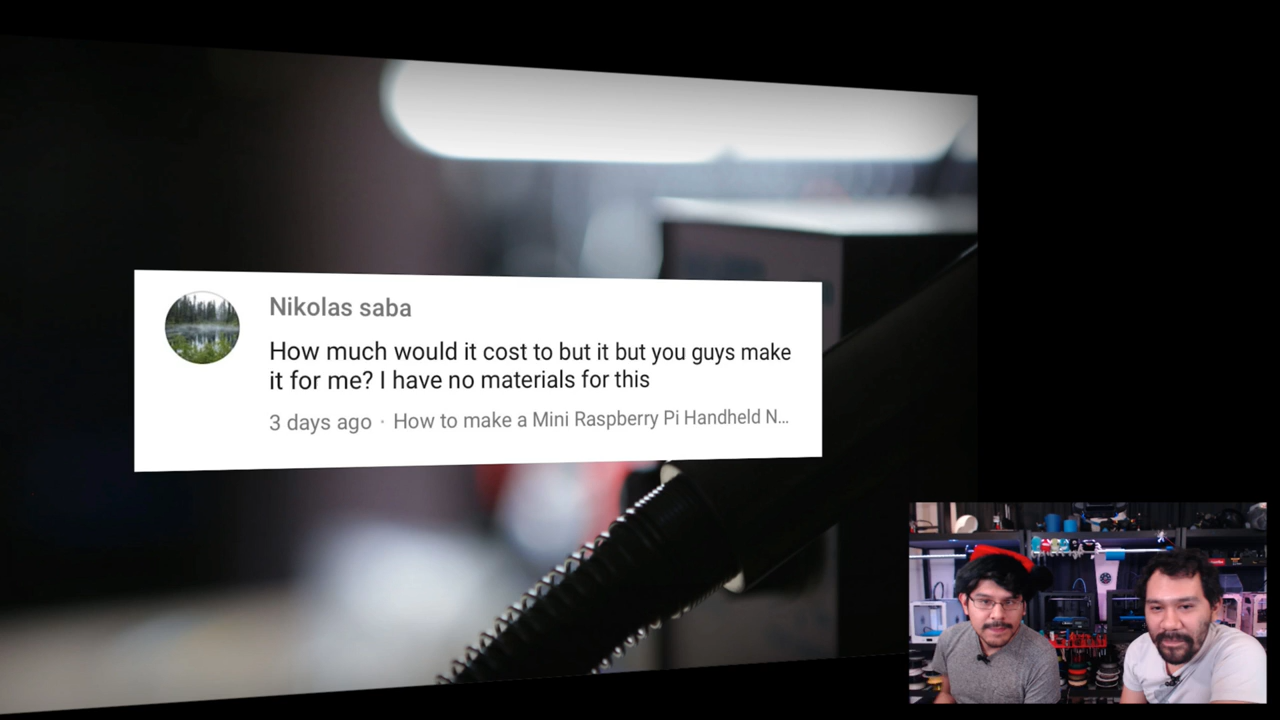 Nikolas saba
How much would it cost to but it but you guys make
it for me? I have no materials for this
3 days ago · How to make a Mini Raspberry Pi Handheld N...